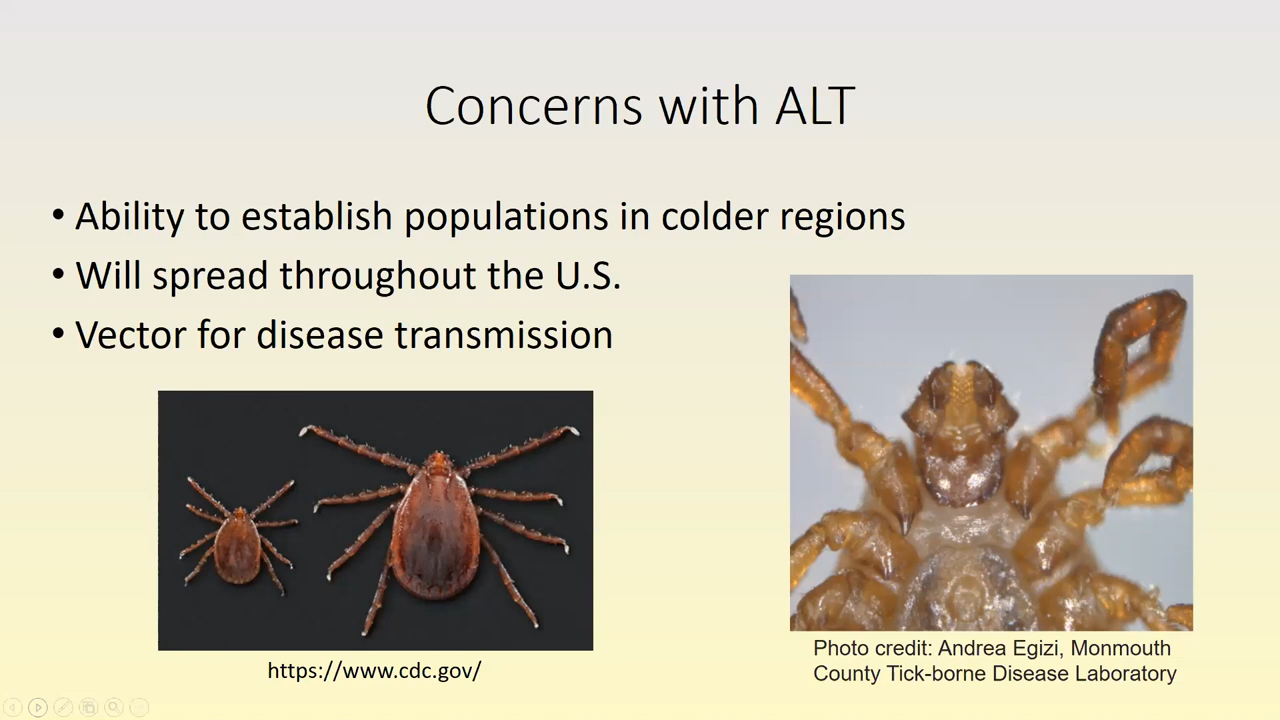 Concerns with ALT
• Ability to establish populations in colder regions
• Will spread throughout the U.S.
• Vector for disease transmission
https://www.cdc.gov/
Photo credit: Andrea Egizi, Monmouth
County Tick-borne Disease Laboratory